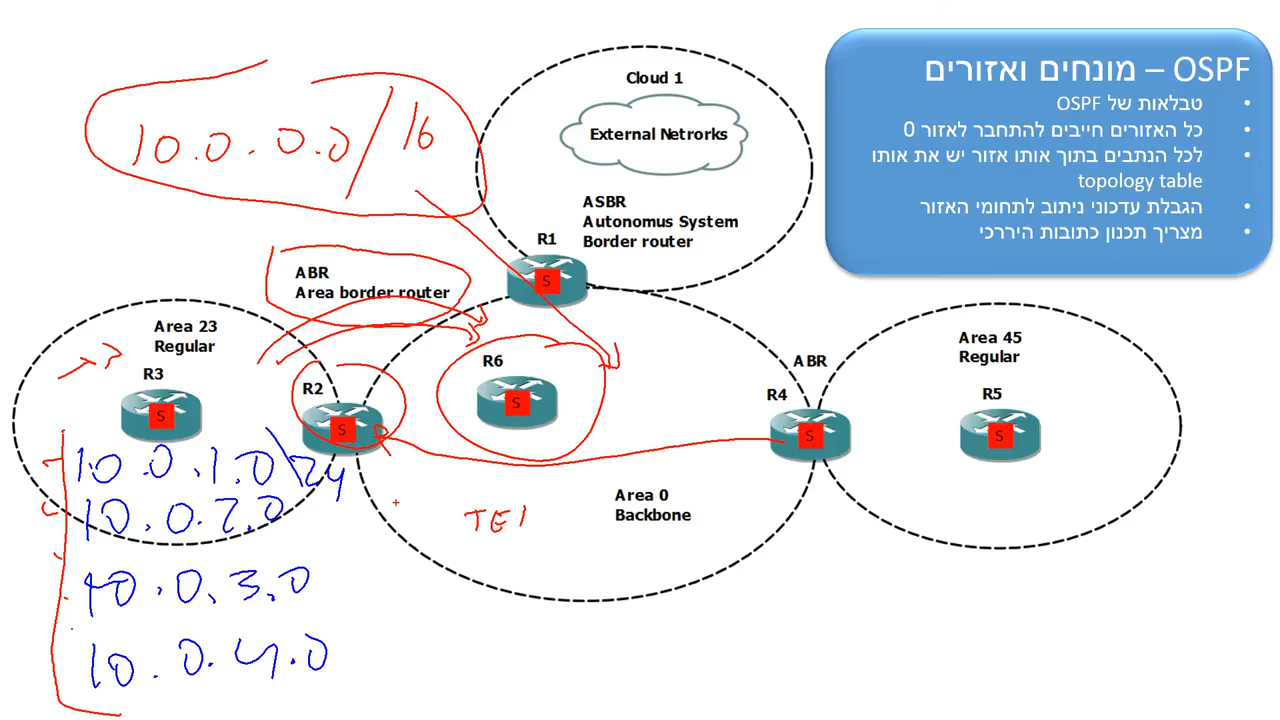 OSPF – מונחים ואזורים
• טבלאות של OSPF
• כל האזורים חייבים להתחבר לאזור 0
• לכל הנתבים בתוך אותו אזור יש את אותו
topology table
• הגבלת עדכוני ניתוב לתחומי האזור
• מצריך תכנון כתובות היררכי
Cloud 1
External Netrorks
10.0.0.0/16
ASBR
Autonomus System
Border router
R1
S
ABR
Area border router
Area 23
Regular
R3
S
R2
S
R6
S
ABR
R4
S
Area 45
Regular
R5
S
Area 0
Backbone
10.0.1.0\24
10.0.2.0
10.0.3.0
10.0.4.0